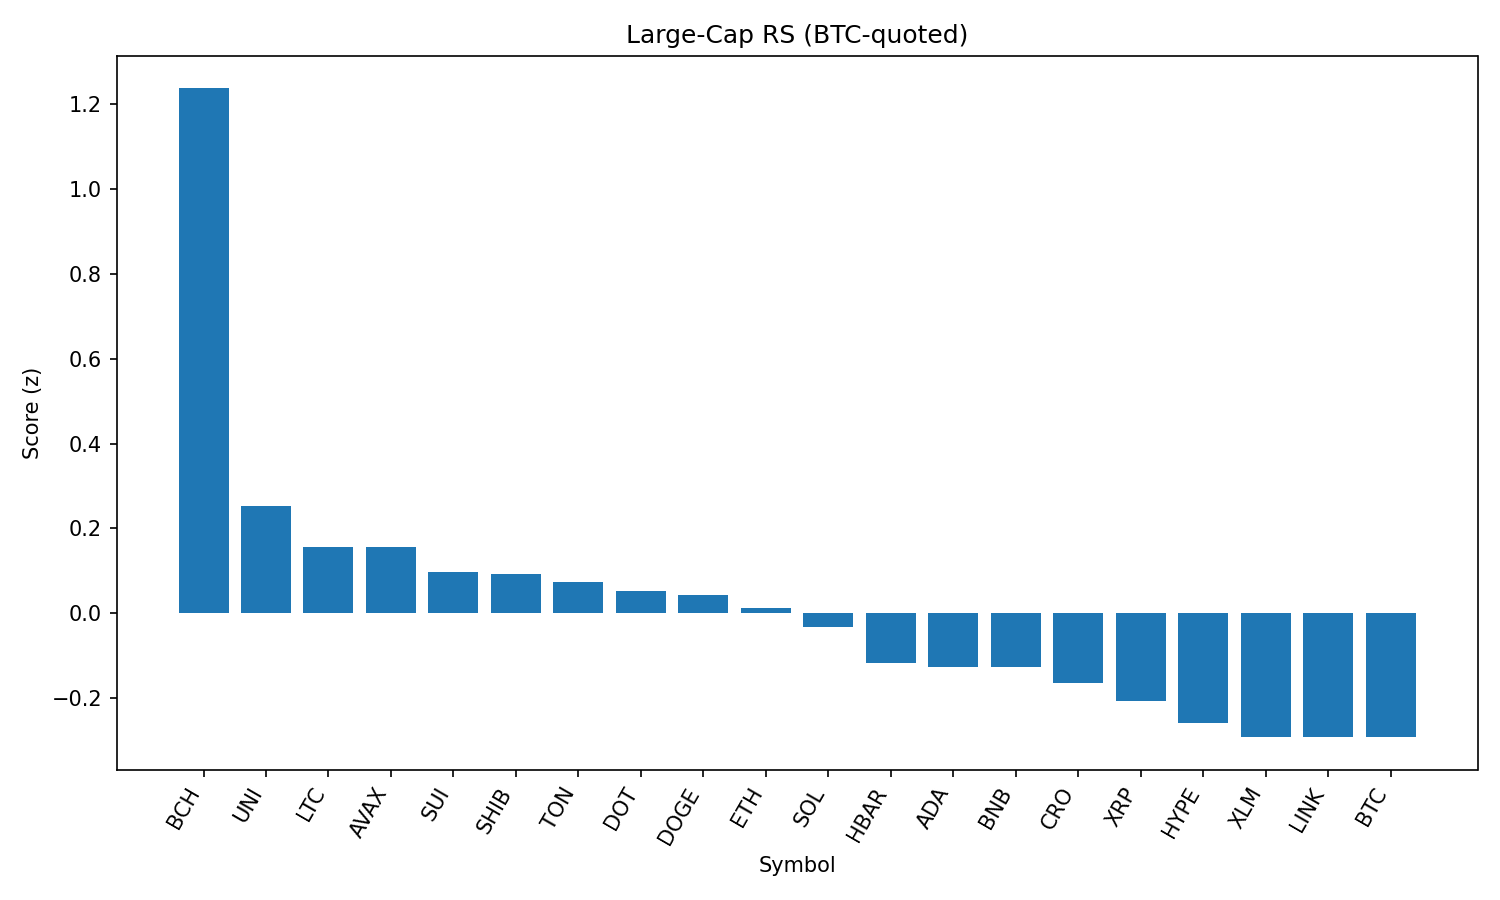 Large-Cap RS (BTC-quoted)
Score (z)
1.2
1.0
0.8
0.6
0.4
0.2
0.0
−0.2
BCH
UNI
LTC
AVAX
SUI
SHIB
TON
DOT
DOGE
ETH
SOL
HBAR
ADA
BNB
CRO
XRP
HYPE
XLM
LINK
BTC
Symbol